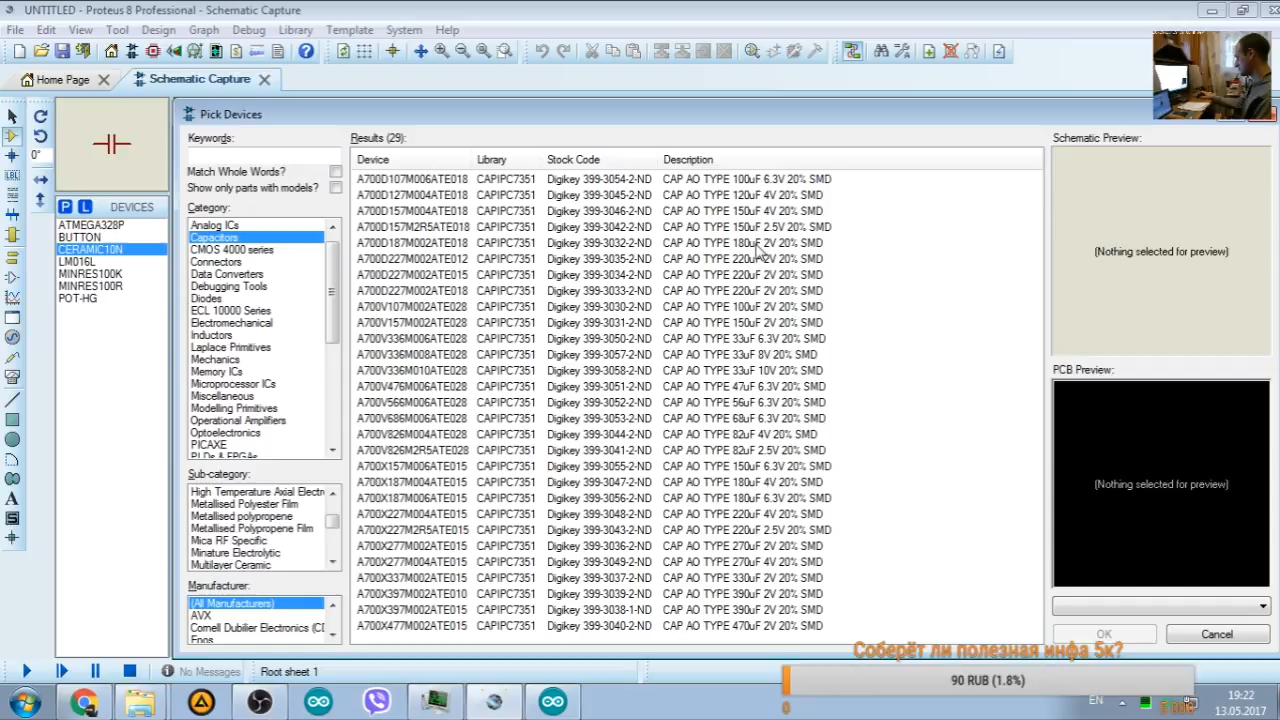 UNTITLED - Proteus 8 Professional - Schematic Capture
File Edit View Tool Design Graph Debug Library Template System Help
Home Page
Schematic Capture
Pick Devices
Keywords:
Match Whole Words?
Show only parts with models?
Category:
Analog ICs
Capacitors
CMOS 4000 series
Connectors
Data Converters
Debugging Tools
Diodes
ECL 10000 Series
Electromechanical
Inductors
Laplace Primitives
Mechanics
Memory ICs
Microprocessor ICs
Miscellaneous
Modelling Primitives
Operational Amplifiers
Optoelectronics
PICAXE
PLDs & FPGAs
Sub-category:
High Temperature Axial Electr
Metallised Polyester Film
Metallised polypropene
Metallised Polypropene Film
Mica RF Specific
Minature Electrolytic
Multilayer Ceramic
Manufacturer:
(All Manufacturers)
AVX
Cornell Dubilier Electronics (CD
Epos
Results (29):
Device Library Stock Code Description
A700D107M006ATE018 CAPIPC7351 Digikey 399-3054-2-ND CAP AO TYPE 100uF 6.3V 20% SMD
A700D127M004ATE018 CAPIPC7351 Digikey 399-3045-2-ND CAP AO TYPE 120uF 4V 20% SMD
A700D157M004ATE018 CAPIPC7351 Digikey 399-3046-2-ND CAP AO TYPE 150uF 4V 20% SMD
A700D157M2R5ATE018 CAPIPC7351 Digikey 399-3042-2-ND CAP AO TYPE 150uF 2.5V 20% SMD
A700D187M002ATE018 CAPIPC7351 Digikey 399-3032-2-ND CAP AO TYPE 180uF 2V 20% SMD
A700D227M002ATE012 CAPIPC7351 Digikey 399-3035-2-ND CAP AO TYPE 220uF 2V 20% SMD
A700D227M002ATE015 CAPIPC7351 Digikey 399-3034-2-ND CAP AO TYPE 220uF 2V 20% SMD
A700D227M002ATE018 CAPIPC7351 Digikey 399-3033-2-ND CAP AO TYPE 220uF 2V 20% SMD
A700V107M002ATE028 CAPIPC7351 Digikey 399-3030-2-ND CAP AO TYPE 100uF 2V 20% SMD
A700V157M002ATE028 CAPIPC7351 Digikey 399-3031-2-ND CAP AO TYPE 150uF 2V 20% SMD
A700V336M006ATE028 CAPIPC7351 Digikey 399-3050-2-ND CAP AO TYPE 33uF 6.3V 20% SMD
A700V336M008ATE028 CAPIPC7351 Digikey 399-3057-2-ND CAP AO TYPE 33uF 8V 20% SMD
A700V336M010ATE028 CAPIPC7351 Digikey 399-3058-2-ND CAP AO TYPE 33uF 10V 20% SMD
A700V476M006ATE028 CAPIPC7351 Digikey 399-3051-2-ND CAP AO TYPE 47uF 6.3V 20% SMD
A700V566M006ATE028 CAPIPC7351 Digikey 399-3052-2-ND CAP AO TYPE 56uF 6.3V 20% SMD
A700V686M006ATE028 CAPIPC7351 Digikey 399-3053-2-ND CAP AO TYPE 68uF 6.3V 20% SMD
A700V826M004ATE028 CAPIPC7351 Digikey 399-3044-2-ND CAP AO TYPE 82uF 4V 20% SMD
A700V826M2R5ATE028 CAPIPC7351 Digikey 399-3041-2-ND CAP AO TYPE 82uF 2.5V 20% SMD
A700X157M006ATE015 CAPIPC7351 Digikey 399-3055-2-ND CAP AO TYPE 150uF 6.3V 20% SMD
A700X187M004ATE015 CAPIPC7351 Digikey 399-3047-2-ND CAP AO TYPE 180uF 4V 20% SMD
A700X187M006ATE015 CAPIPC7351 Digikey 399-3056-2-ND CAP AO TYPE 180uF 6.3V 20% SMD
A700X227M004ATE015 CAPIPC7351 Digikey 399-3048-2-ND CAP AO TYPE 220uF 4V 20% SMD
A700X227M2R5ATE015 CAPIPC7351 Digikey 399-3043-2-ND CAP AO TYPE 220uF 2.5V 20% SMD
A700X277M002ATE015 CAPIPC7351 Digikey 399-3036-2-ND CAP AO TYPE 270uF 2V 20% SMD
A700X277M004ATE015 CAPIPC7351 Digikey 399-3049-2-ND CAP AO TYPE 270uF 4V 20% SMD
A700X337M002ATE015 CAPIPC7351 Digikey 399-3037-2-ND CAP AO TYPE 330uF 2V 20% SMD
A700X397M002ATE010 CAPIPC7351 Digikey 399-3039-2-ND CAP AO TYPE 390uF 2V 20% SMD
A700X397M002ATE015 CAPIPC7351 Digikey 399-3038-1-ND CAP AO TYPE 390uF 2V 20% SMD
A700X477M002ATE015 CAPIPC7351 Digikey 399-3040-2-ND CAP AO TYPE 470uF 2V 20% SMD
Schematic Preview:
(Nothing selected for preview)
PCB Preview:
(Nothing selected for preview)
OK Cancel
0°
LBL
P L DEVICES
ATMEGA328P
BUTTON
CERAMIC10N
LM016L
MINRES100K
MINRES100R
POT-HG
No Messages Root sheet 1
Соберёт ли полезная инфа 5к?
90 RUB (1.8%)
0
EN
19:22
13.05.2017